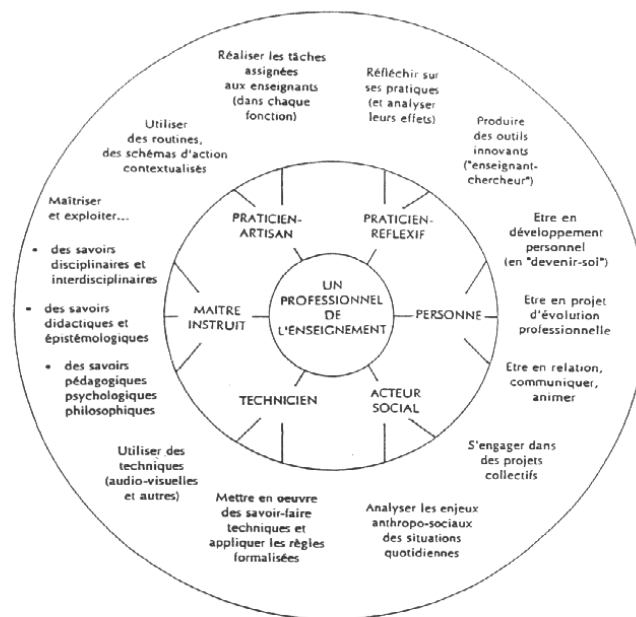 Réaliser les tâches
assignées
aux enseignants
(dans chaque
fonction)
Réfléchir sur
ses pratiques
(et analyser
leurs effets)
Produire
des outils
innovants
("enseignant-
chercheur")
Utiliser
des routines,
des schémas d'action
contextualisés
Maîtriser
et exploiter...
• des savoirs
disciplinaires et
interdisciplinaires
• des savoirs
didactiques et
épistémologiques
• des savoirs
pédagogiques
psychologiques
philosophiques
PRATICIEN-
ARTISAN
PRATICIEN-
REFLEXIF
UN
PROFESSIONNEL
DE
L'ENSEIGNEMENT
MAITRE
INSTRUIT
PERSONNE
TECHNICIEN
ACTEUR
SOCIAL
Etre en
développement
personnel
(en "devenir-soi")
Etre en projet
d'évolution
professionnelle
Etre en relation,
communiquer,
animer
S'engager dans
des projets
collectifs
Utiliser des
techniques
(audio-visuelles
et autres)
Mettre en oeuvre
des savoir-faire
techniques et
appliquer les règles
formalisées
Analyser les enjeux
anthropo-sociaux
des situations
quotidiennes